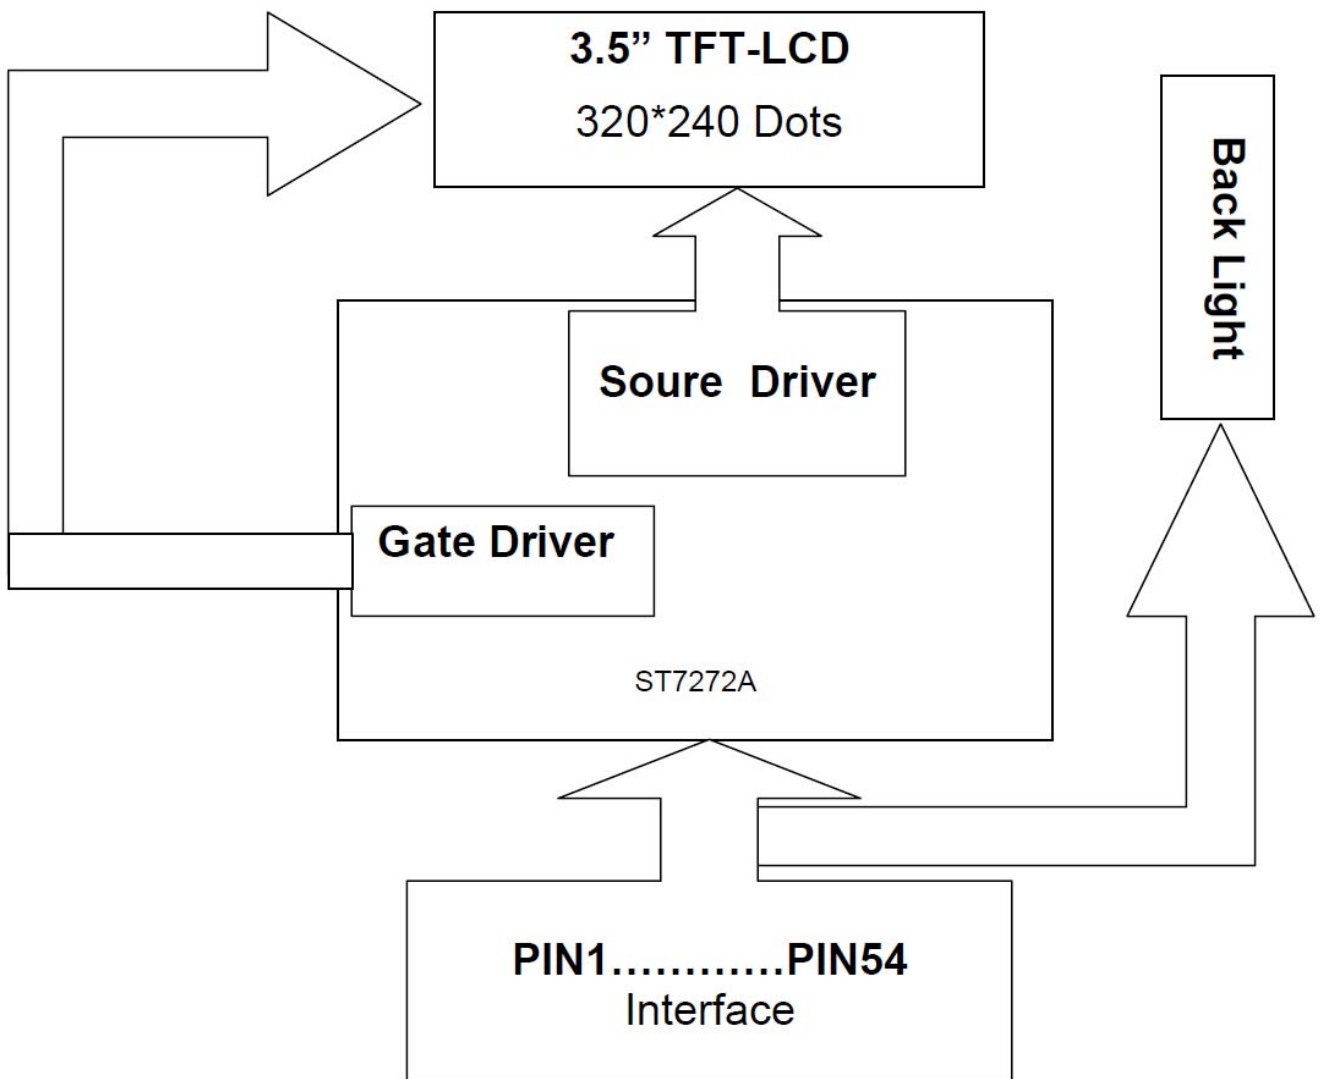 3.5” TFT-LCD
320*240 Dots
Back Light
Soure Driver
Gate Driver
ST7272A
PIN1............PIN54
Interface